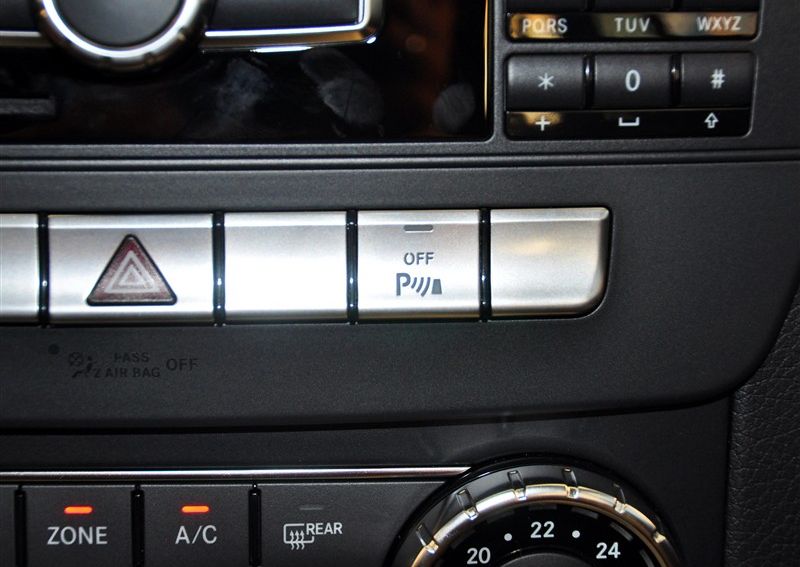 PQRS TUV WXYZ
* 0 #
+
OFF
P
PASS
AIR BAG OFF
ZONE A/C REAR
20 • 22 • 24